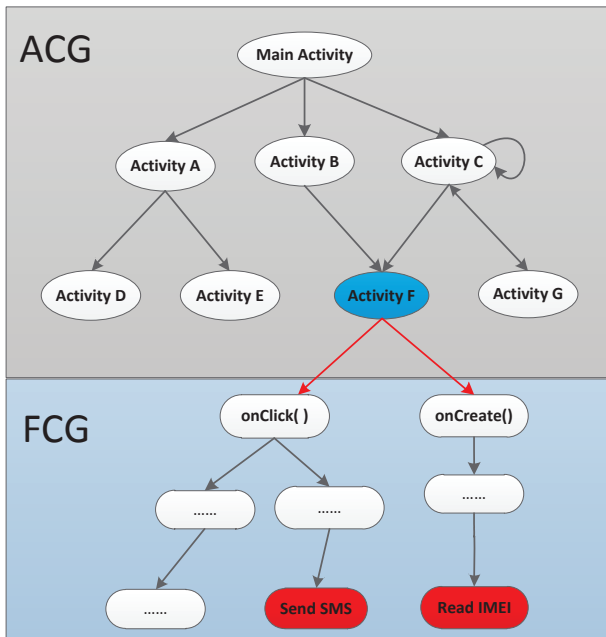 ACG
Main Activity
Activity A
Activity B
Activity C
Activity D
Activity E
Activity F
Activity G
FCG
onClick( )
onCreate()
......
......
......
......
Send SMS
Read IMEI